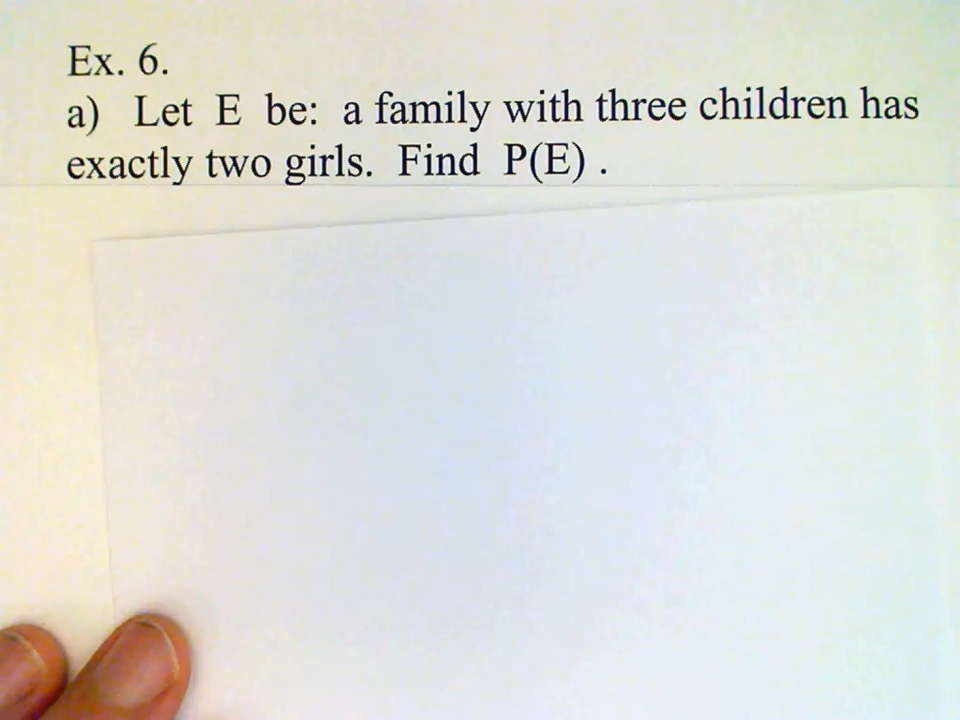 Ex. 6.
a) Let E be: a family with three children has
exactly two girls. Find P(E) .